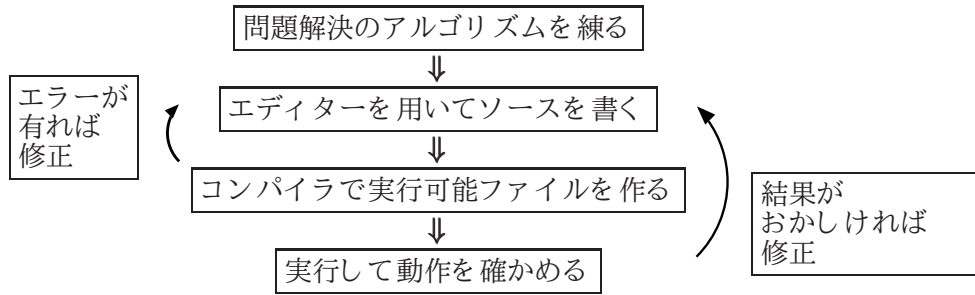 問題解決のアルゴリズムを練る
⇓
エラーが
有れば
修正
エディターを用いてソースを書く
⇓
コンパイラで実行可能ファイルを作る
⇓
結果が
おかしければ
修正
実行して動作を確かめる